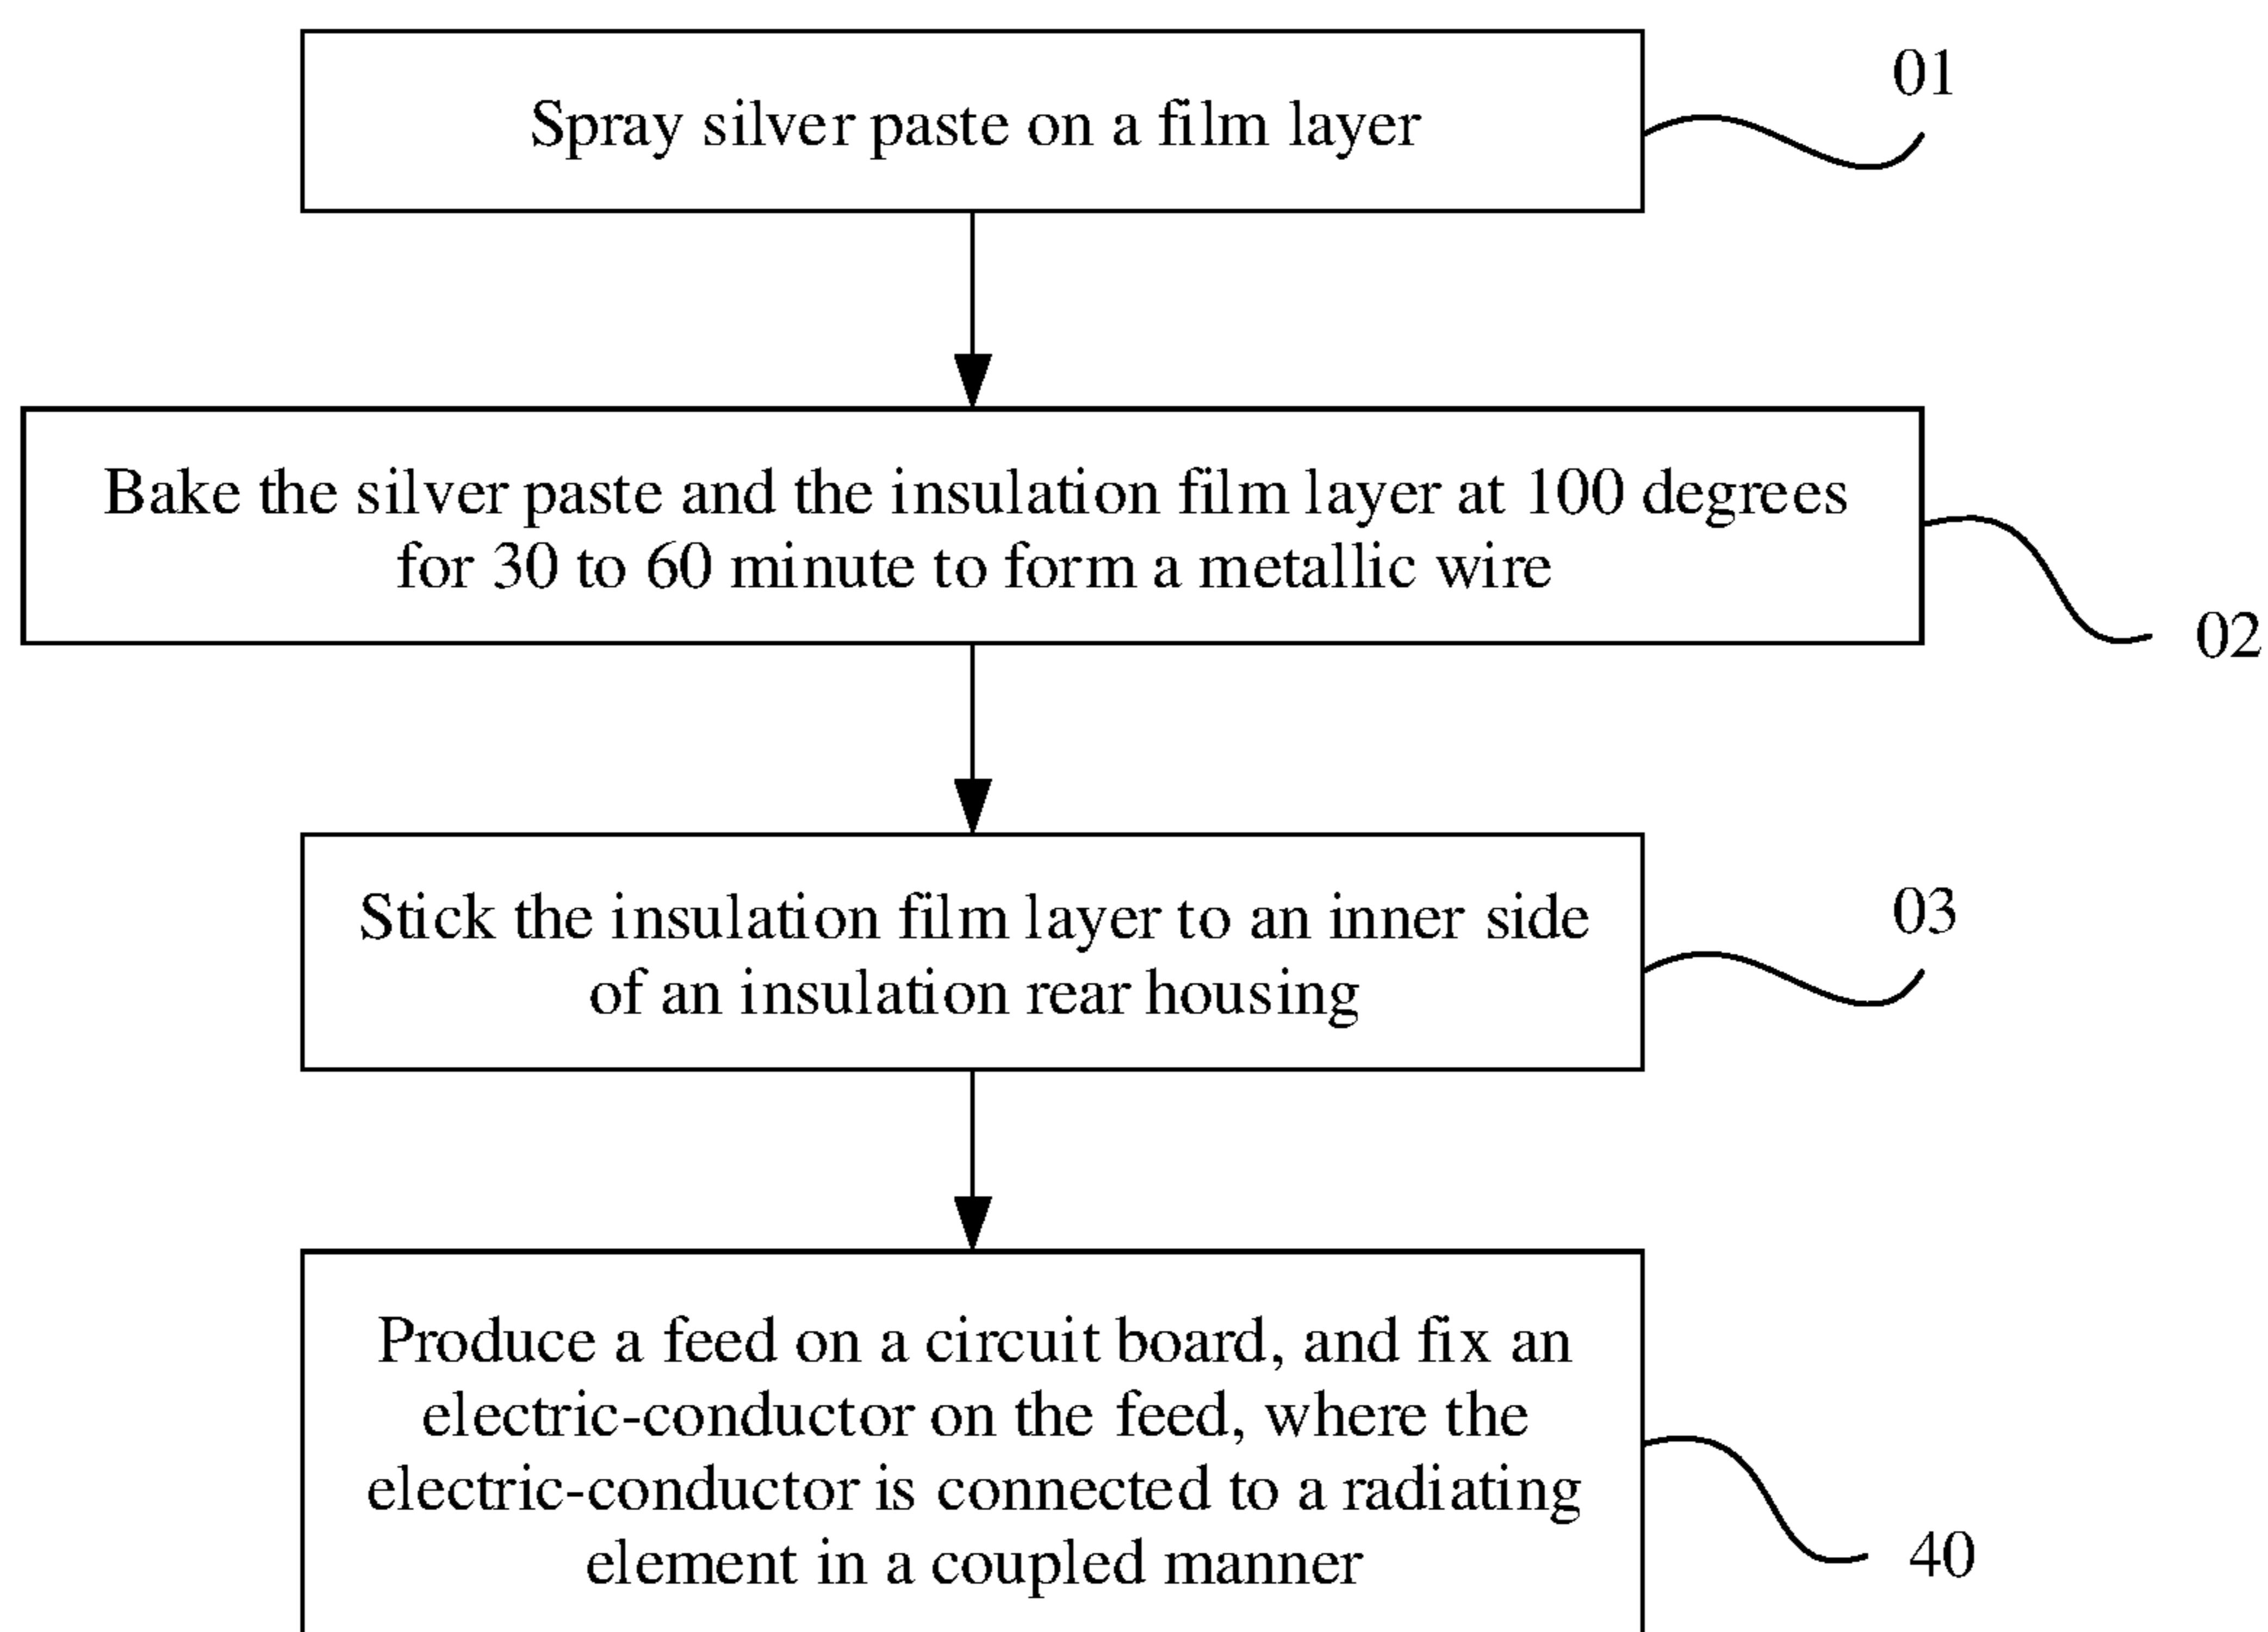 Spray silver paste on a film layer
01
Bake the silver paste and the insulation film layer at 100 degrees
for 30 to 60 minute to form a metallic wire
02
Stick the insulation film layer to an inner side
of an insulation rear housing
03
Produce a feed on a circuit board, and fix an
electric-conductor on the feed, where the
electric-conductor is connected to a radiating
element in a coupled manner
40